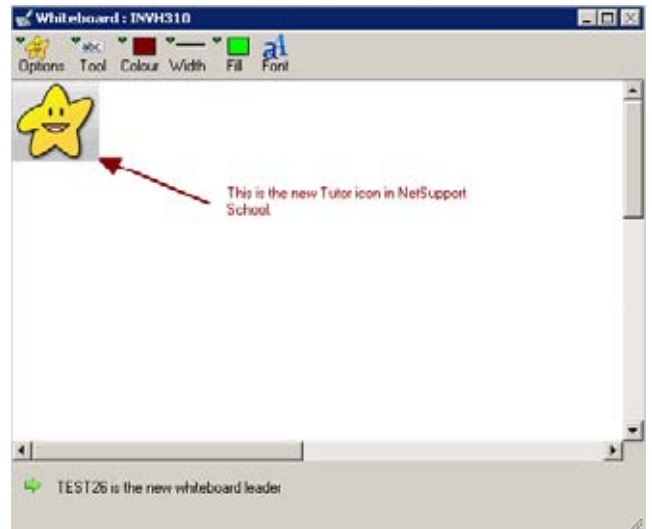 Whiteboard : INVH310
Options Tool Colour Width Fill Font
abc
This is the new Tutor icon in NetSupport
School.
TEST26 is the new whiteboard leader